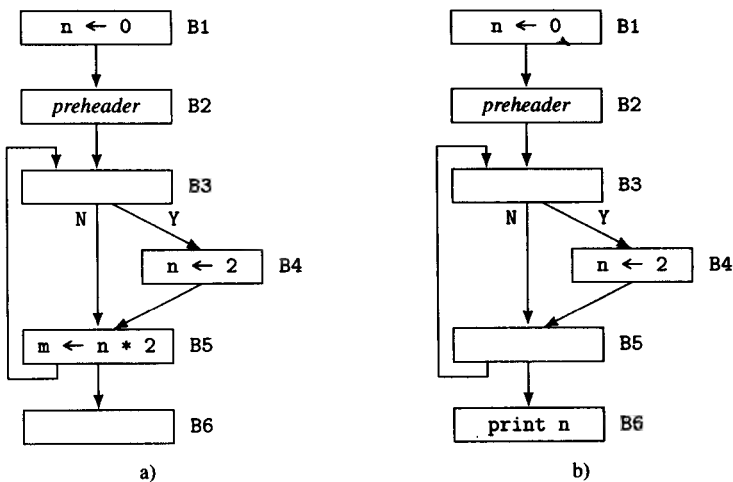 n ← 0 B1
preheader B2
B3
N Y
n ← 2 B4
m ← n * 2 B5
B6
a)
n ← 0 B1
preheader B2
B3
N Y
n ← 2 B4
B5
print n B6
b)